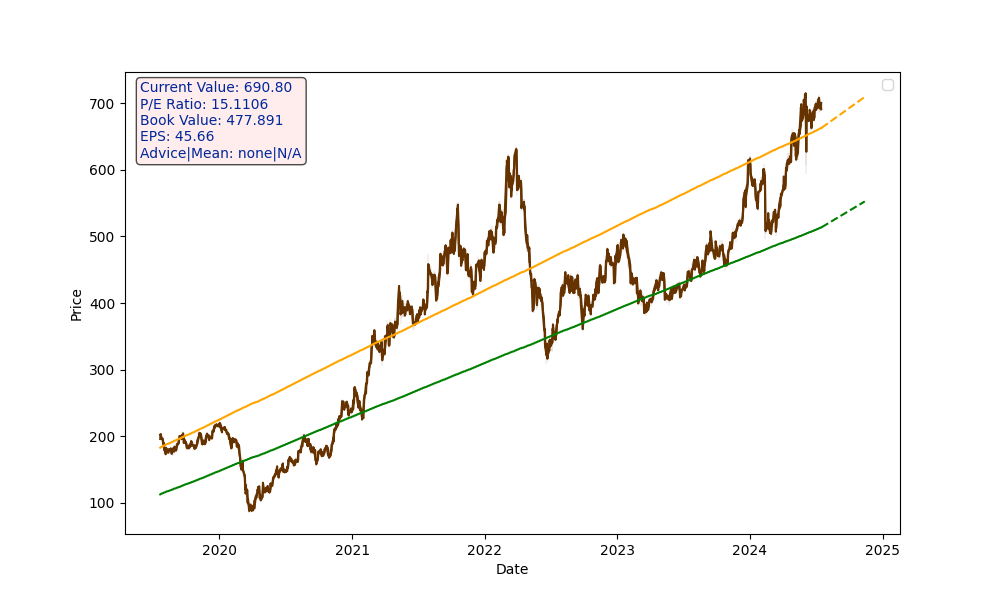 Current Value: 690.80
P/E Ratio: 15.1106
Book Value: 477.891
EPS: 45.66
Advice|Mean: none|N/A
700
600
500
400
300
200
100
Price
2020 2021 2022 2023 2024 2025
Date